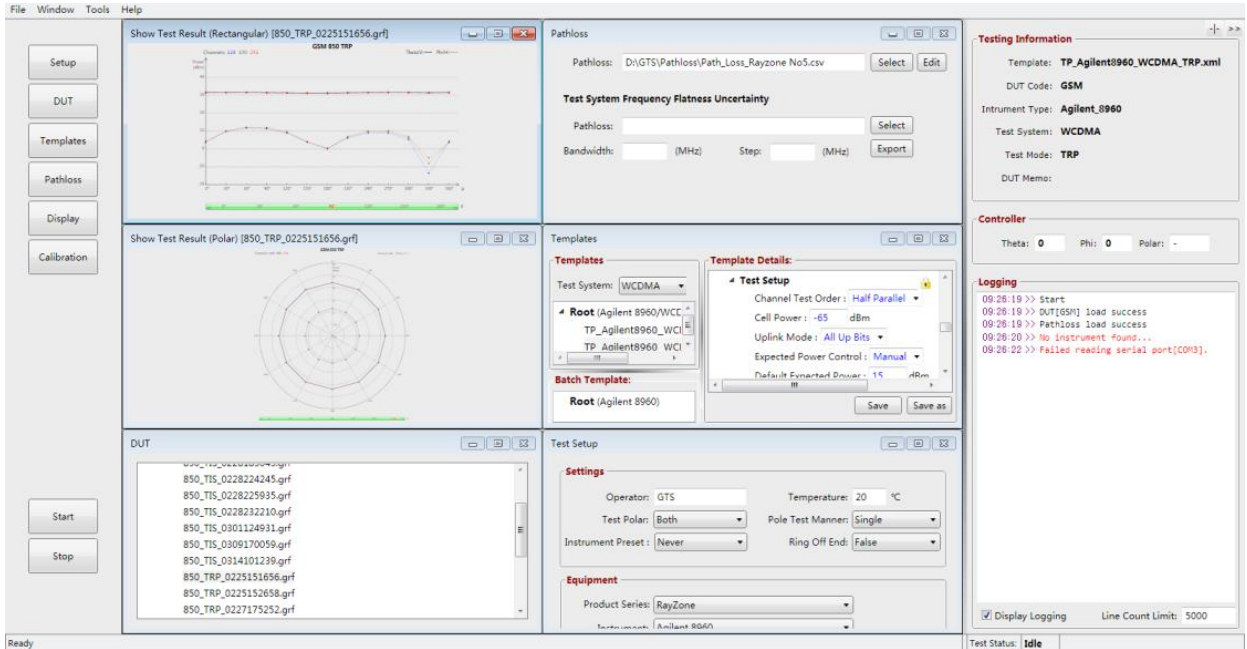 File Window Tools Help
Setup
DUT
Templates
Pathloss
Display
Calibration
Start
Stop
Show Test Result (Rectangular) [850_TRP_0225151656.grf]
GSM 850 TRP
Show Test Result (Polar) [850_TRP_0225151656.grf]
DUT
850_TIS_0228224245.grf
850_TIS_0228225935.grf
850_TIS_0228232210.grf
850_TIS_0301124931.grf
850_TIS_0309170059.grf
850_TIS_0314101239.grf
850_TRP_0225151656.grf
850_TRP_0225152658.grf
850_TRP_0227175252.grf
Pathloss
Pathloss: D:\GTS\Pathloss\Path_Loss_Rayzone No5.csv Select Edit
Test System Frequency Flatness Uncertainty
Pathloss: Select
Bandwidth: (MHz) Step: (MHz) Export
Templates
Templates
Test System: WCDMA
Root (Agilent 8960/WCC
TP_Agilent8960_WCI
TP_Agilent8960_WCI
Batch Template:
Root (Agilent 8960)
Template Details:
Test Setup
Channel Test Order : Half Parallel
Cell Power : -65 dBm
Uplink Mode : All Up Bits
Expected Power Control : Manual
Default Expected Power : 15 dBm
Save Save as
Test Setup
Settings
Operator: GTS Temperature: 20 ℃
Test Polar: Both Pole Test Manner: Single
Instrument Preset : Never Ring Off End: False
Equipment
Product Series: RayZone
Instrument: Agilent 8960
>>
Testing Information
Template: TP_Agilent8960_WCDMA_TRP.xml
DUT Code: GSM
Intrument Type: Agilent_8960
Test System: WCDMA
Test Mode: TRP
DUT Memo:
Controller
Theta: 0 Phi: 0 Polar: -
Logging
09:26:19 >> Start
09:26:19 >> DUT[GSM] load success
09:26:19 >> Pathloss load success
09:26:20 >> No instrument found...
09:26:22 >> Failes reading serial port[COM3].
Display Logging Line Count Limit: 5000
Ready
Test Status: Idle